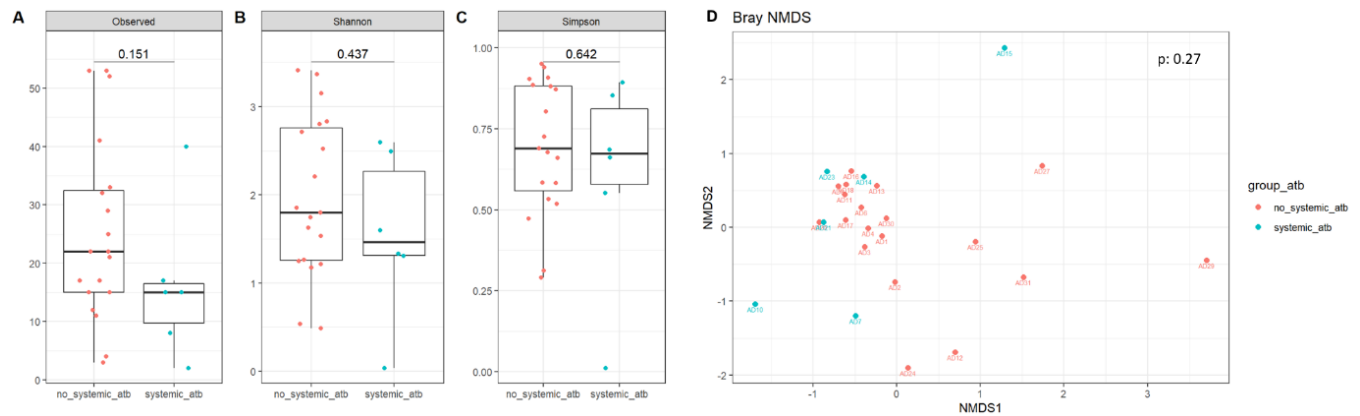 A
Observed
0.151
50
40
30
20
10
0
no_systemic_atb
systemic_atb
B
Shannon
0.437
3
2
1
0
no_systemic_atb
systemic_atb
C
Simpson
0.642
1.00
0.75
0.50
0.25
0.00
no_systemic_atb
systemic_atb
D Bray NMDS
p: 0.27
NMDS2
2
1
0
-1
-2
AD15
AD27
AD23
AD14
AD13
AD11
AD21
AD4
AD1
AD3
AD25
AD2
AD31
AD29
AD10
AD7
AD12
AD24
-1
0
1
2
3
NMDS1
group_atb
no_systemic_atb
systemic_atb